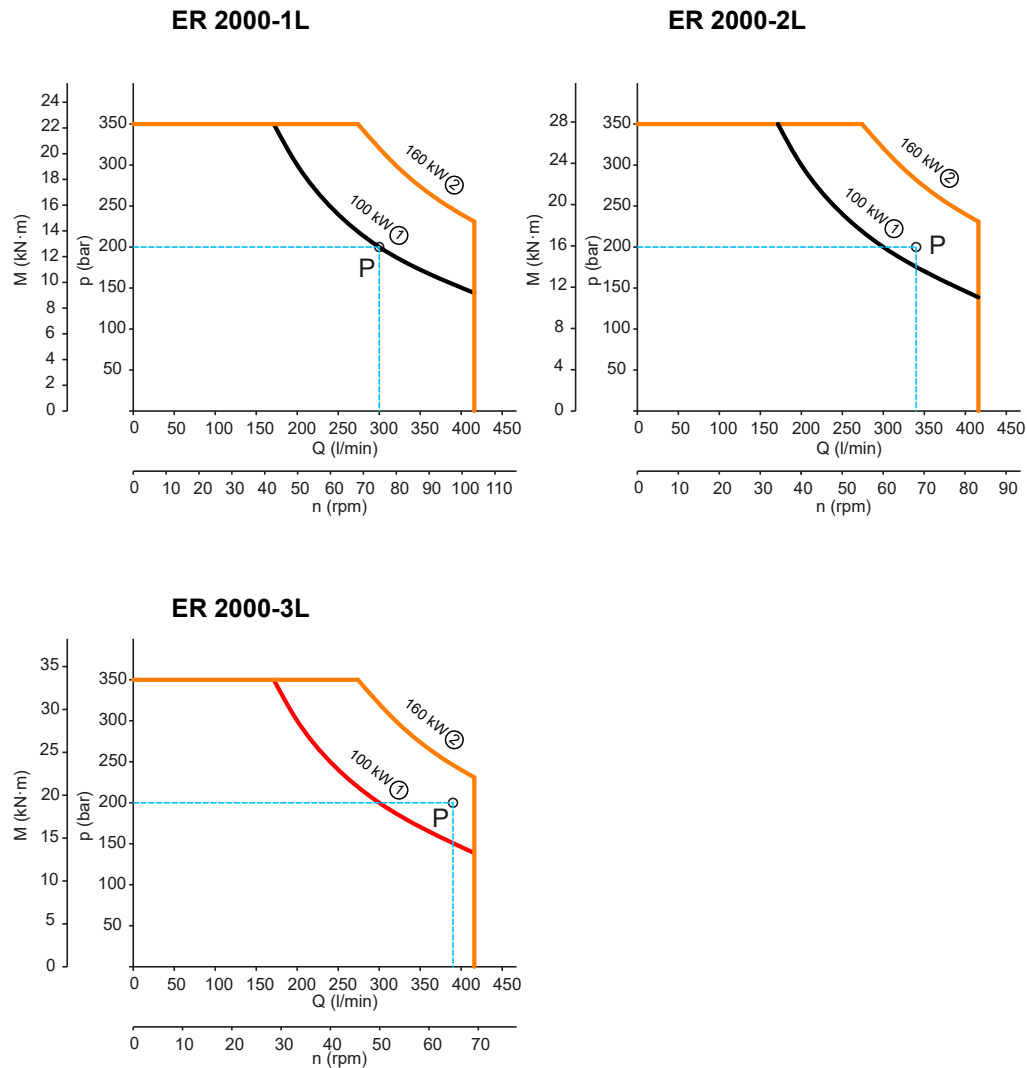 ER 2000-1L
M (kN·m)
24
22
20
18
16
14
12
10
8
6
4
2
0
p (bar)
350
300
250
200
150
100
50
160 kW 2
100 kW 1
P
0 50 100 150 200 250 300 350 400 450
Q (l/min)
0 10 20 30 40 50 60 70 80 90 100 110
n (rpm)
ER 2000-2L
M (kN·m)
28
24
20
16
12
8
4
0
p (bar)
350
300
250
200
150
100
50
160 kW 2
100 kW 1
P
0 50 100 150 200 250 300 350 400 450
Q (l/min)
0 10 20 30 40 50 60 70 80 90
n (rpm)
ER 2000-3L
M (kN·m)
35
30
25
20
15
10
5
0
p (bar)
350
300
250
200
150
100
50
160 kW 2
100 kW 1
P
0 50 100 150 200 250 300 350 400 450
Q (l/min)
0 10 20 30 40 50 60 70
n (rpm)